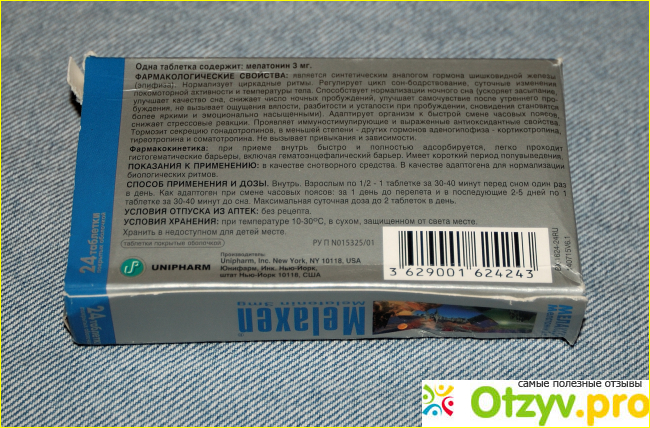 Одна таблетка содержит: мелатонин 3 мг.
ФАРМАКОЛОГИЧЕСКИЕ СВОЙСТВА: является синтетическим аналогом гормона шишковидной железы
(эпифиза). Нормализует циркадные ритмы. Регулирует цикл сон-бодрствование, суточные изменения
локомоторной активности и температуры тела. Способствует нормализации ночного сна (ускоряет засыпание,
улучшает качество сна, снижает число ночных пробуждений, улучшает самочувствие после утреннего про-
буждения, не вызывает ощущения вялости, разбитости и усталости при пробуждении, сновидения становятся
более яркими и эмоционально насыщенными). Адаптирует организм к быстрой смене часовых поясов,
снижает стрессовые реакции. Проявляет иммуностимулирующие и выраженные антиоксидантные свойства.
Тормозит секрецию гонадотропинов, в меньшей степени - других гормонов аденогипофиза - кортикотропина,
тиреотропина и соматотропина. Не вызывает привыкания и зависимости.
Фармакокинетика: при приеме внутрь быстро и полностью адсорбируется, легко проходит
гистогематические барьеры, включая гематоэнцефалический барьер. Имеет короткий период полувыведения.
ПОКАЗАНИЯ К ПРИМЕНЕНИЮ: в качестве снотворного средства. В качестве адаптогена для нормализации
биологических ритмов.
СПОСОБ ПРИМЕНЕНИЯ И ДОЗЫ: Внутрь. Взрослым по 1/2 - 1 таблетке за 30-40 минут перед сном один раз
в день. Как адаптоген при смене часовых поясов: за 1 день до перелета и в последующие 2-5 дней по 1
таблетке за 30-40 минут до сна. Максимальная суточная доза до 2 таблеток в день.
УСЛОВИЯ ОТПУСКА ИЗ АПТЕК: без рецепта.
УСЛОВИЯ ХРАНЕНИЯ: при температуре 10-30ºС, в сухом, защищенном от света месте.
Хранить в недоступном для детей месте.
таблетки покрытые оболочкой
РУ П N015325/01
UNIPHARM
Производитель:
Unipharm, Inc. New York, NY 10118, USA
Юнифарм, Инк. Нью-Йорк,
штат Нью-Йорк 10118, США
3 629001 624243
24 таблетки
покрытые оболочкой
24 таблетки
Melaxen
Melatonin 3mg
самые полезные отзывы
Otzyv.pro